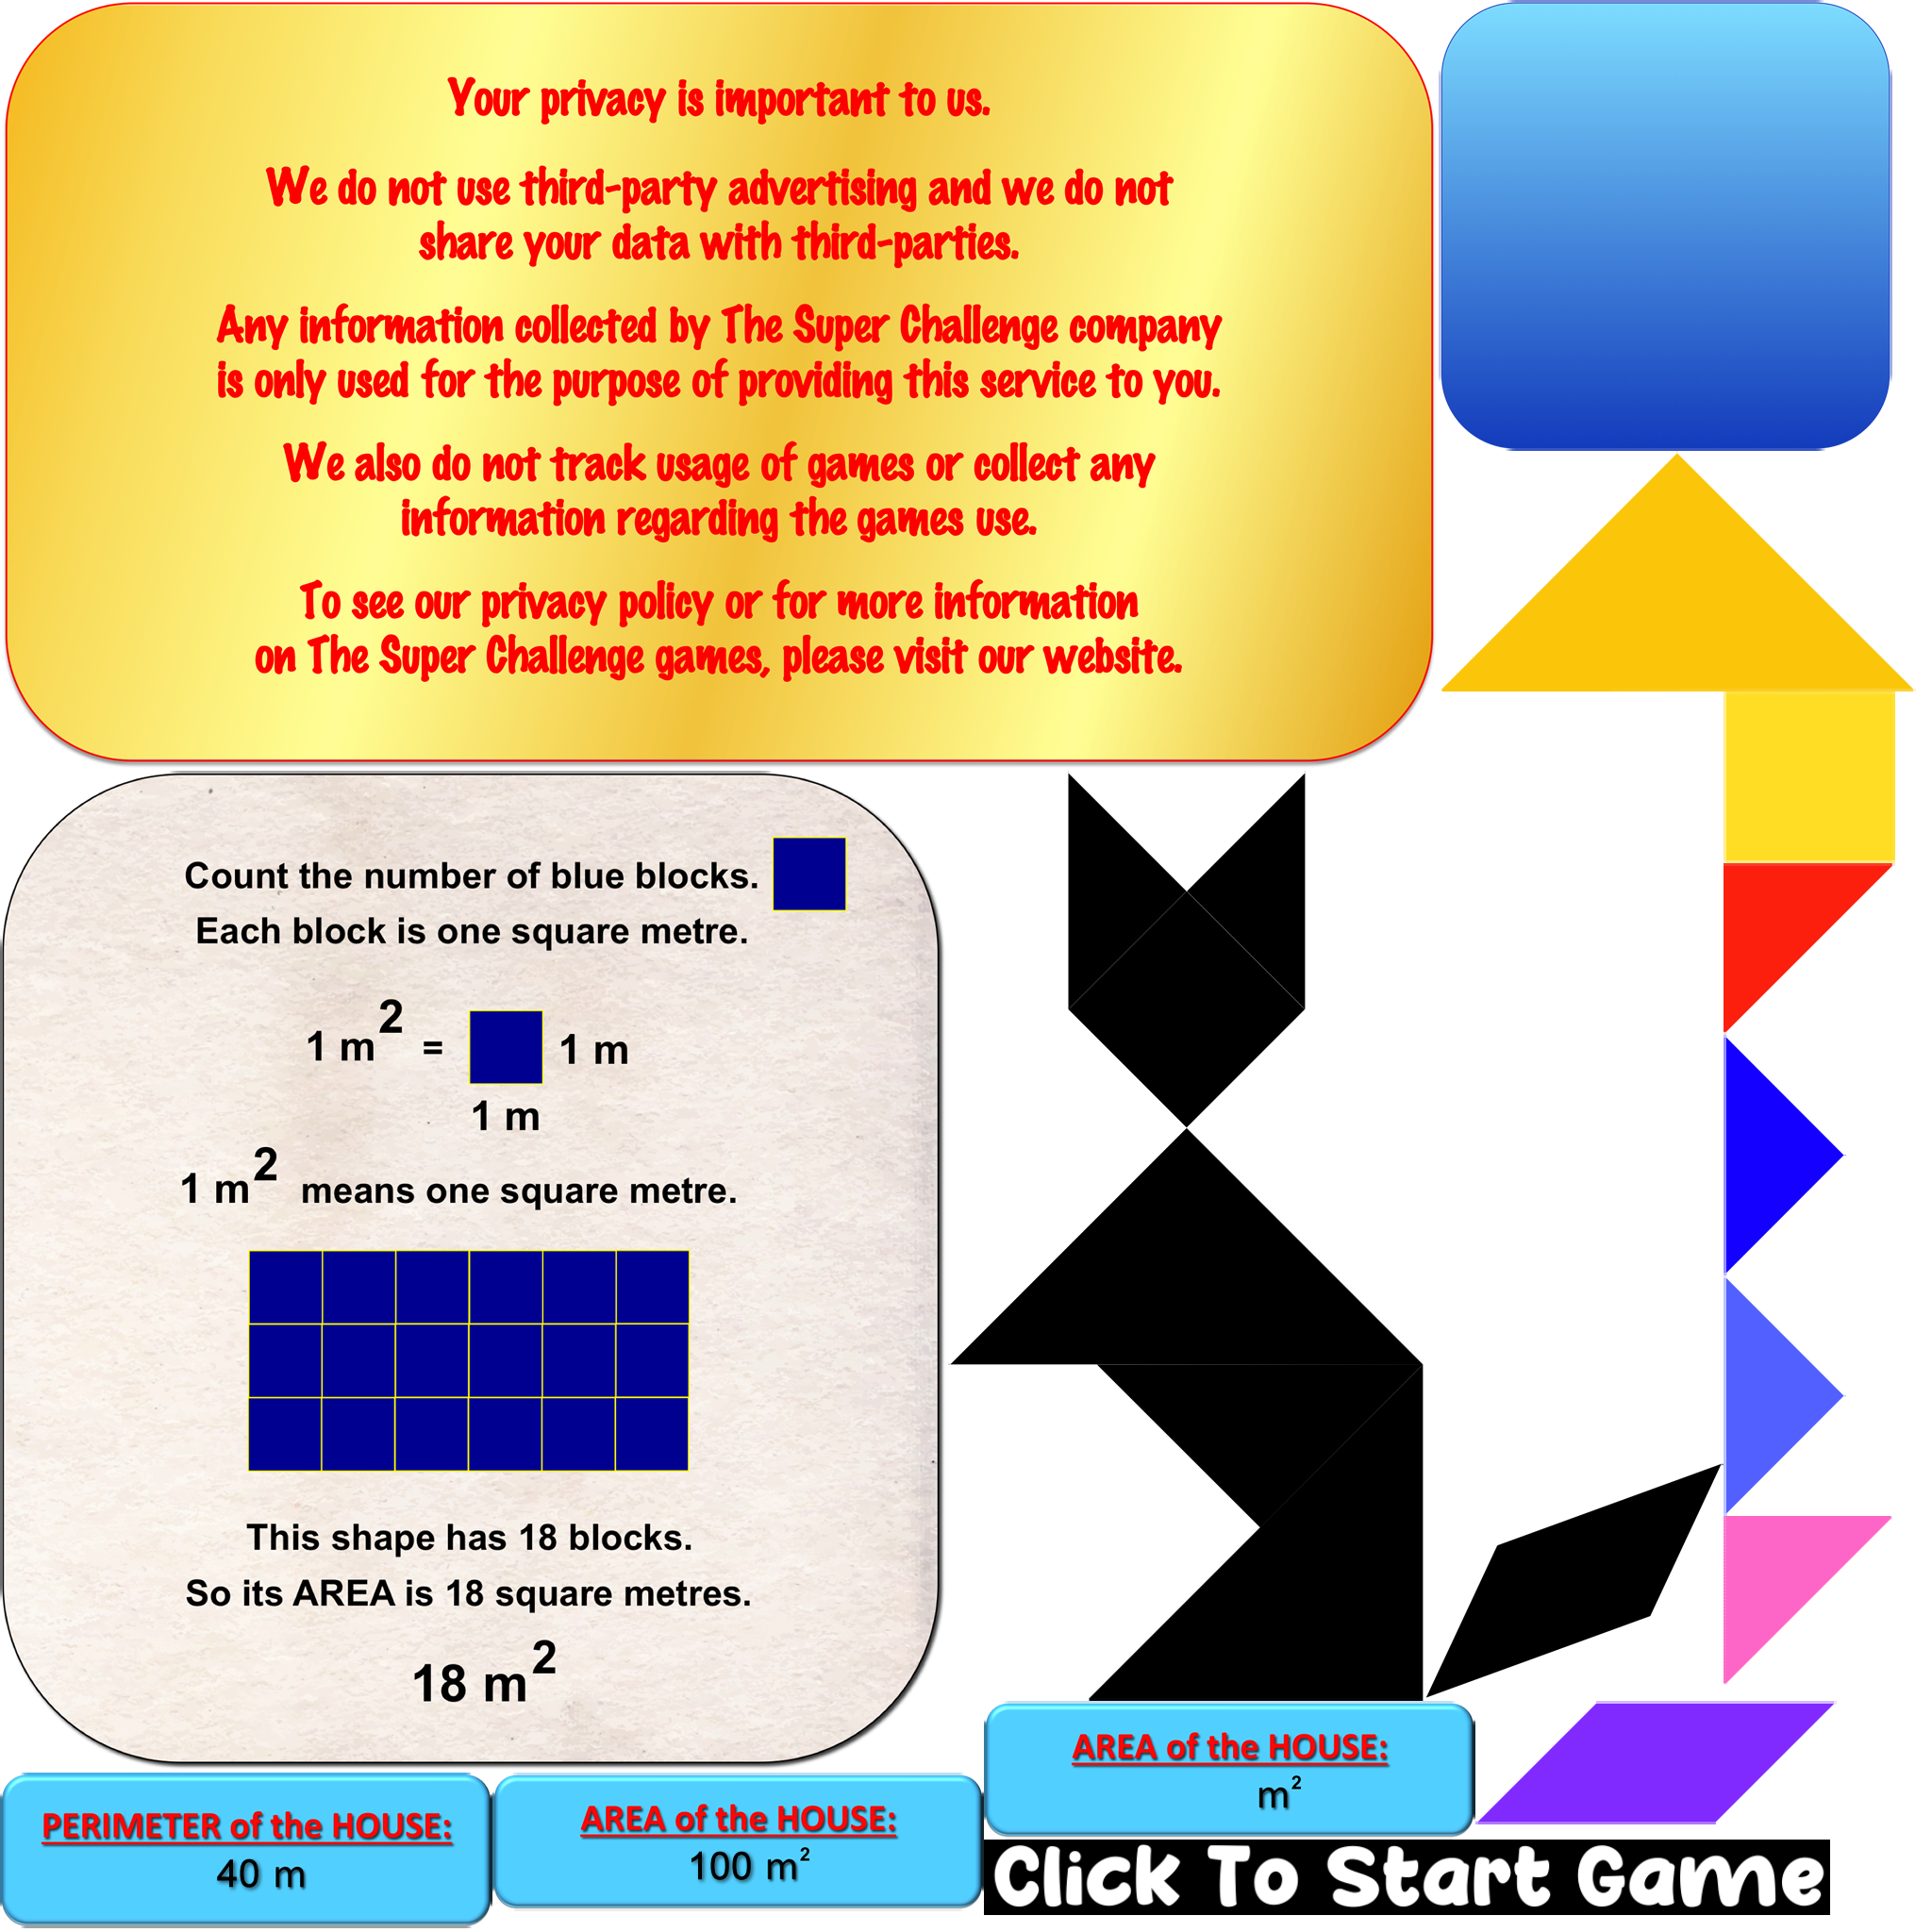 Your privacy is important to us.
We do not use third-party advertising and we do not
share your data with third-parties.
Any information collected by The Super Challenge company
is only used for the purpose of providing this service to you.
We also do not track usage of games or collect any
information regarding the games use.
To see our privacy policy or for more information
on The Super Challenge games, please visit our website.
Count the number of blue blocks.
Each block is one square metre.
1 m² = 1 m
1 m
1 m² means one square metre.
This shape has 18 blocks.
So its AREA is 18 square metres.
18 m²
PERIMETER of the HOUSE:
40 m
AREA of the HOUSE:
100 m²
AREA of the HOUSE:
m²
Click To Start Game